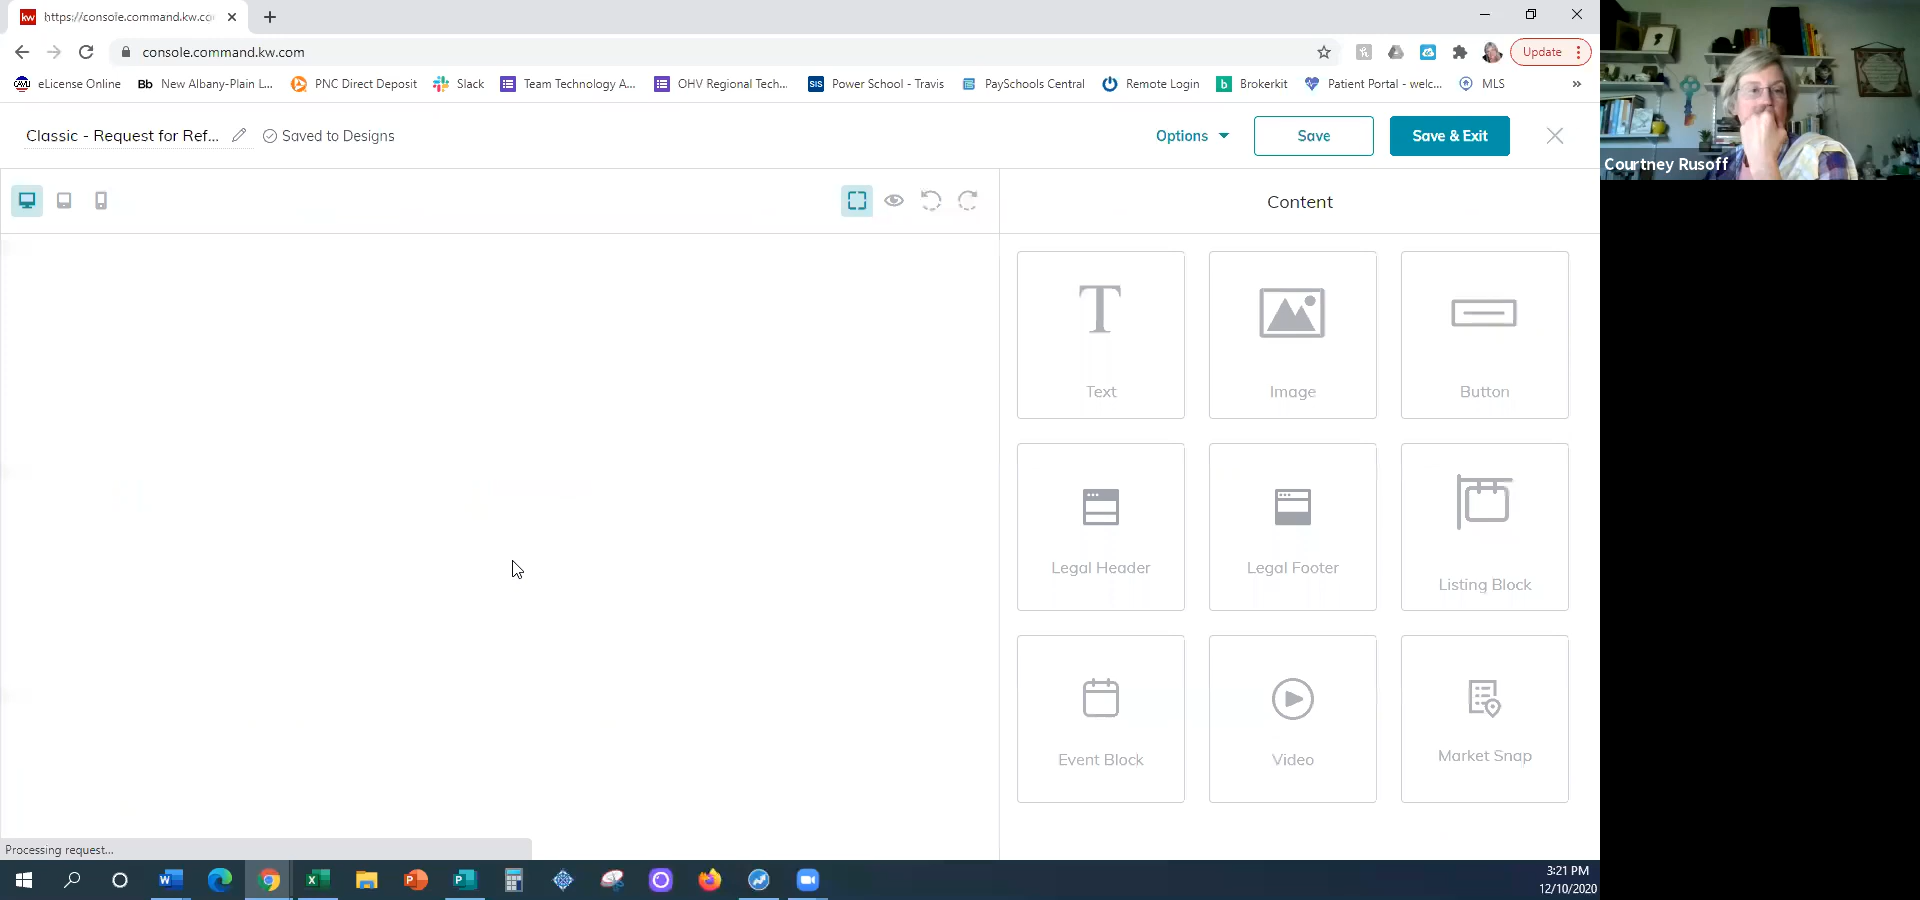 kw https://console.command.kw.co
console.command.kw.com
Update
eLicense Online
Bb New Albany-Plain L...
PNC Direct Deposit
Slack
Team Technology A...
OHV Regional Tech...
SIS Power School - Travis
PaySchools Central
Remote Login
b Brokerkit
Patient Portal - welc...
MLS
»
Classic - Request for Ref...
Saved to Designs
Options
Save
Save & Exit
Courtney Rusoff
Content
Text
Image
Button
Legal Header
Legal Footer
Listing Block
Event Block
Video
Market Snap
Processing request...
3:21 PM
12/10/2020